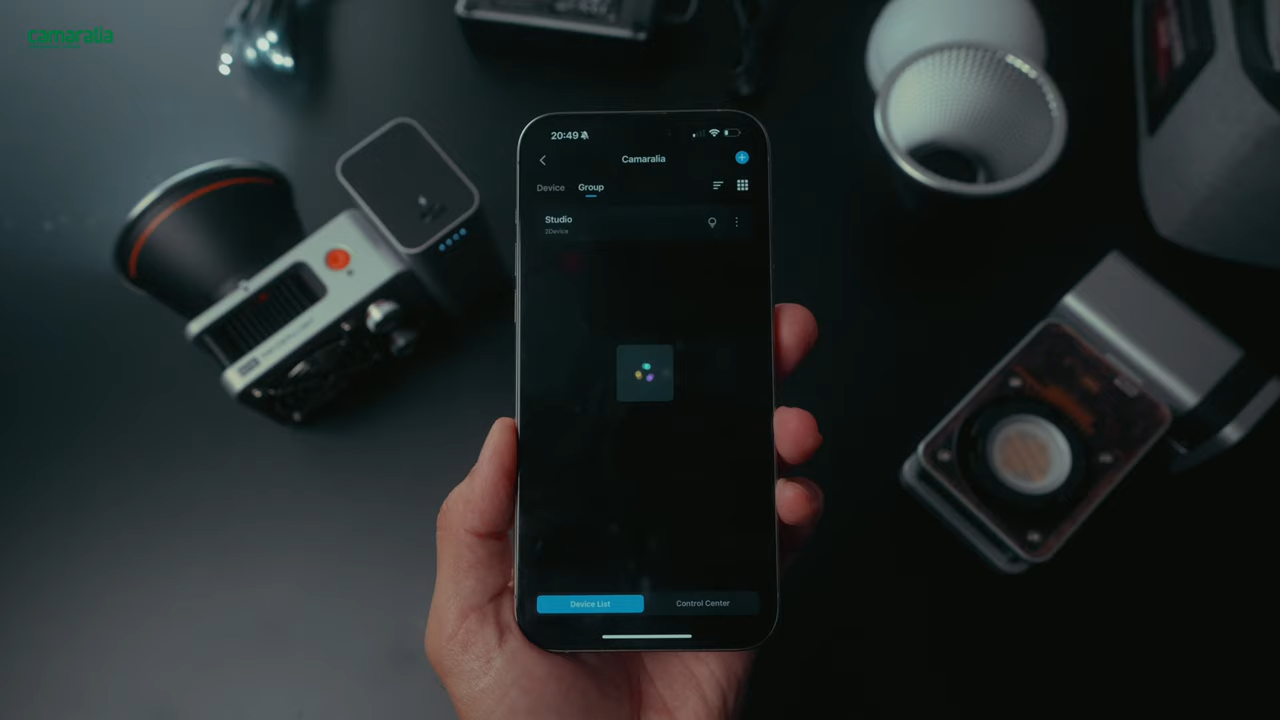 camaralia
20:49
Camaralia
Device Group
Studio
2Device
Device List Control Center